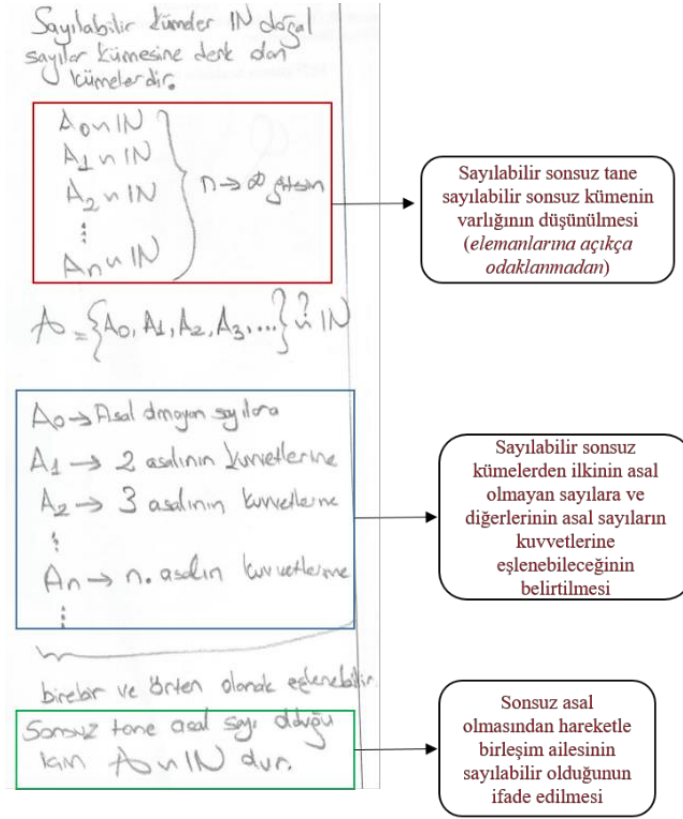 Sayılabilir kümeler IN doğal
sayılar kümesine denk olan
kümelerdir.
A₀ ~ IN
A₁ ~ IN
A₂ ~ IN
⋮
Aₙ ~ IN
n → ∞ gitsin
Sayılabilir sonsuz tane
sayılabilir sonsuz kümenin
varlığının düşünülmesi
(elemanlarına açıkça
odaklanmadan)
A = {A₀, A₁, A₂, A₃, ...} ?~ IN
A₀ → Asal olmayan sayılara
A₁ → 2 asalının kuvvetlerine
A₂ → 3 asalının kuvvetlerine
⋮
Aₙ → n. asalın kuvvetlerine
⋮
Sayılabilir sonsuz
kümelerden ilkinin asal
olmayan sayılara ve
diğerlerinin asal sayıların
kuvvetlerine
eşlenebileceğinin
belirtilmesi
birebir ve örten olarak eşlenebilir.
Sonsuz tane asal sayı olduğu
için A ~ IN dur.
Sonsuz asal
olmasından hareketle
birleşim ailesinin
sayılabilir olduğunun
ifade edilmesi